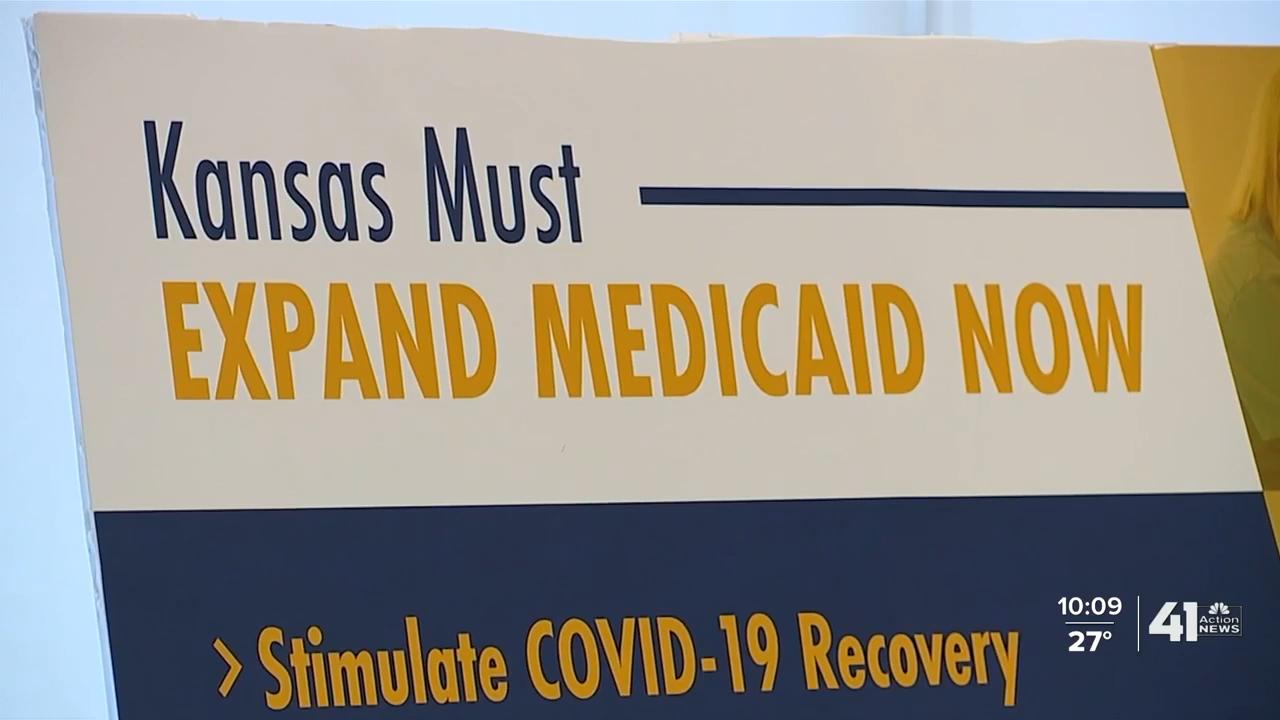 Kansas Must
EXPAND MEDICAID NOW
> Stimulate COVID-19 Recovery
10:09
27°
41 Action NEWS